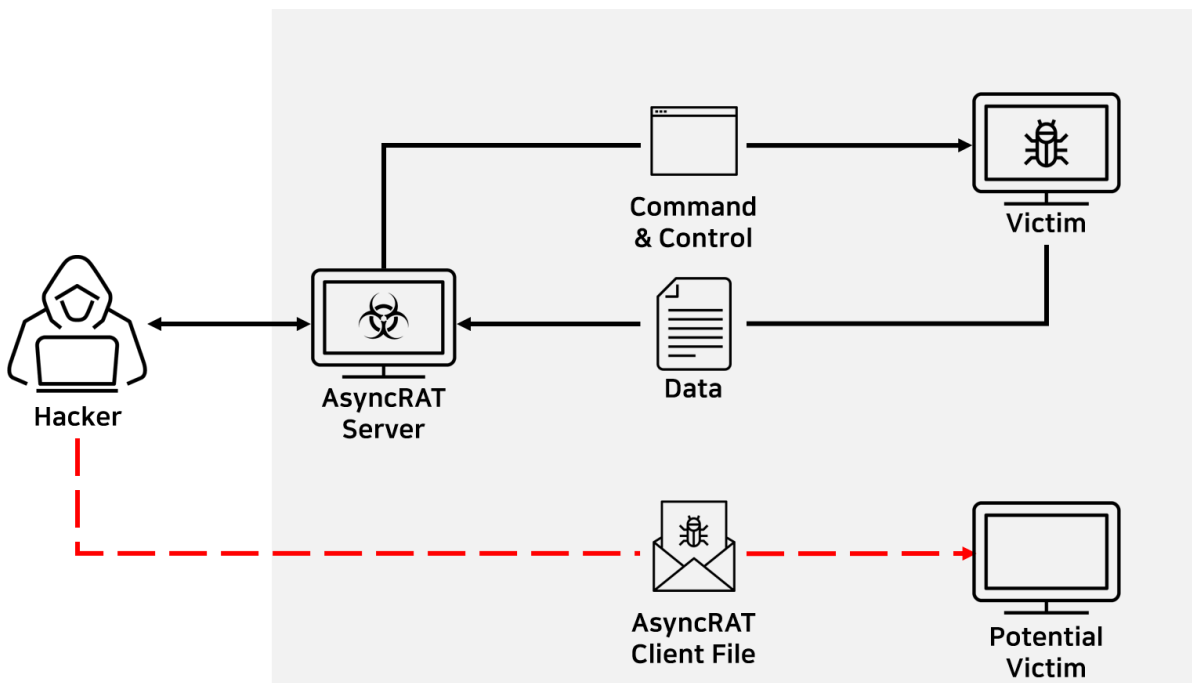 Command
& Control
Victim
Hacker
AsyncRAT
Server
Data
AsyncRAT
Client File
Potential
Victim